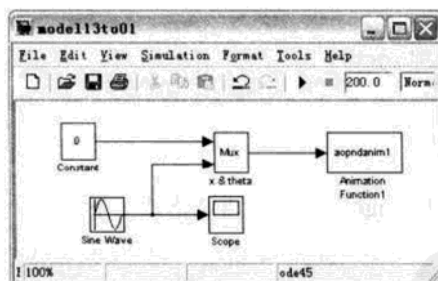 model13to01
File Edit View Simulation Format Tools Help
200.0 Norm
0
Constant
Mux
x & theta
aopndanim1
Animation
Function1
Sine Wave
Scope
100% ode45